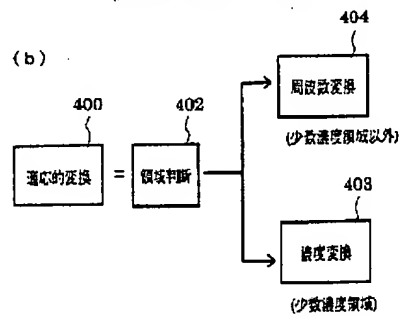 (b)
404
周波数変換
(少数濃度領域以外)
400
402
適応的変換
=
領域判断
403
濃度変換
(少数濃度領域)